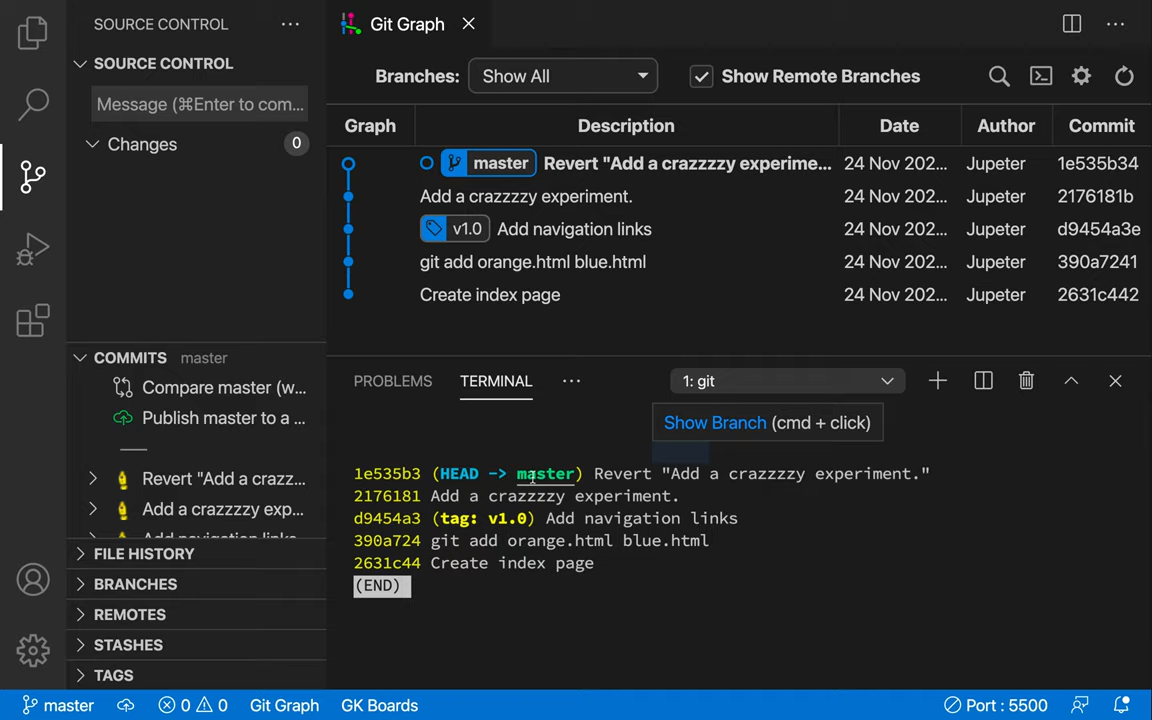 SOURCE CONTROL
SOURCE CONTROL
Message (⌘Enter to com...
Changes 0
COMMITS master
Compare master (w...
Publish master to a ...
Revert "Add a crazz...
Add a crazzzzy exp...
Add navigation links
FILE HISTORY
BRANCHES
REMOTES
STASHES
TAGS
Git Graph
Branches: Show All Show Remote Branches
Graph Description Date Author Commit
master Revert "Add a crazzzzy experime... 24 Nov 202... Jupeter 1e535b34
Add a crazzzzy experiment. 24 Nov 202... Jupeter 2176181b
v1.0 Add navigation links 24 Nov 202... Jupeter d9454a3e
git add orange.html blue.html 24 Nov 202... Jupeter 390a7241
Create index page 24 Nov 202... Jupeter 2631c442
PROBLEMS TERMINAL 1: git
Show Branch (cmd + click)
1e535b3 (HEAD -> master) Revert "Add a crazzzzy experiment."
2176181 Add a crazzzzy experiment.
d9454a3 (tag: v1.0) Add navigation links
390a724 git add orange.html blue.html
2631c44 Create index page
(END)
master 0 0 Git Graph GK Boards Port : 5500